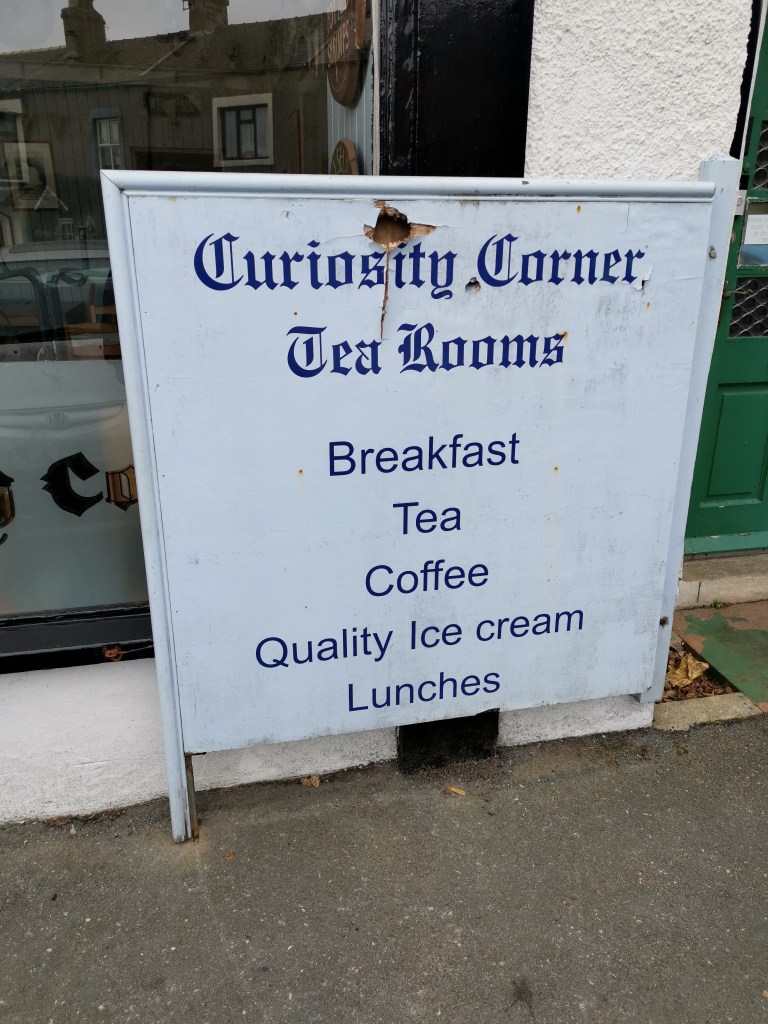 Curiosity Corner
Tea Rooms
Breakfast
Tea
Coffee
Quality Ice cream
Lunches